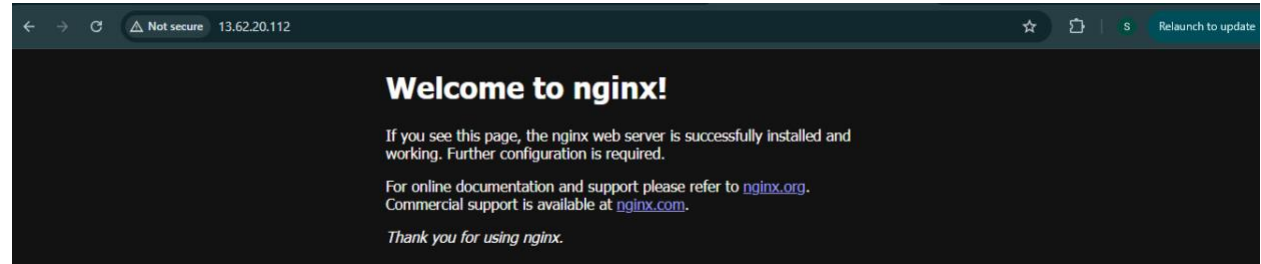 Not secure 13.62.20.112 S Relaunch to update
Welcome to nginx!
If you see this page, the nginx web server is successfully installed and
working. Further configuration is required.
For online documentation and support please refer to nginx.org.
Commercial support is available at nginx.com.
Thank you for using nginx.